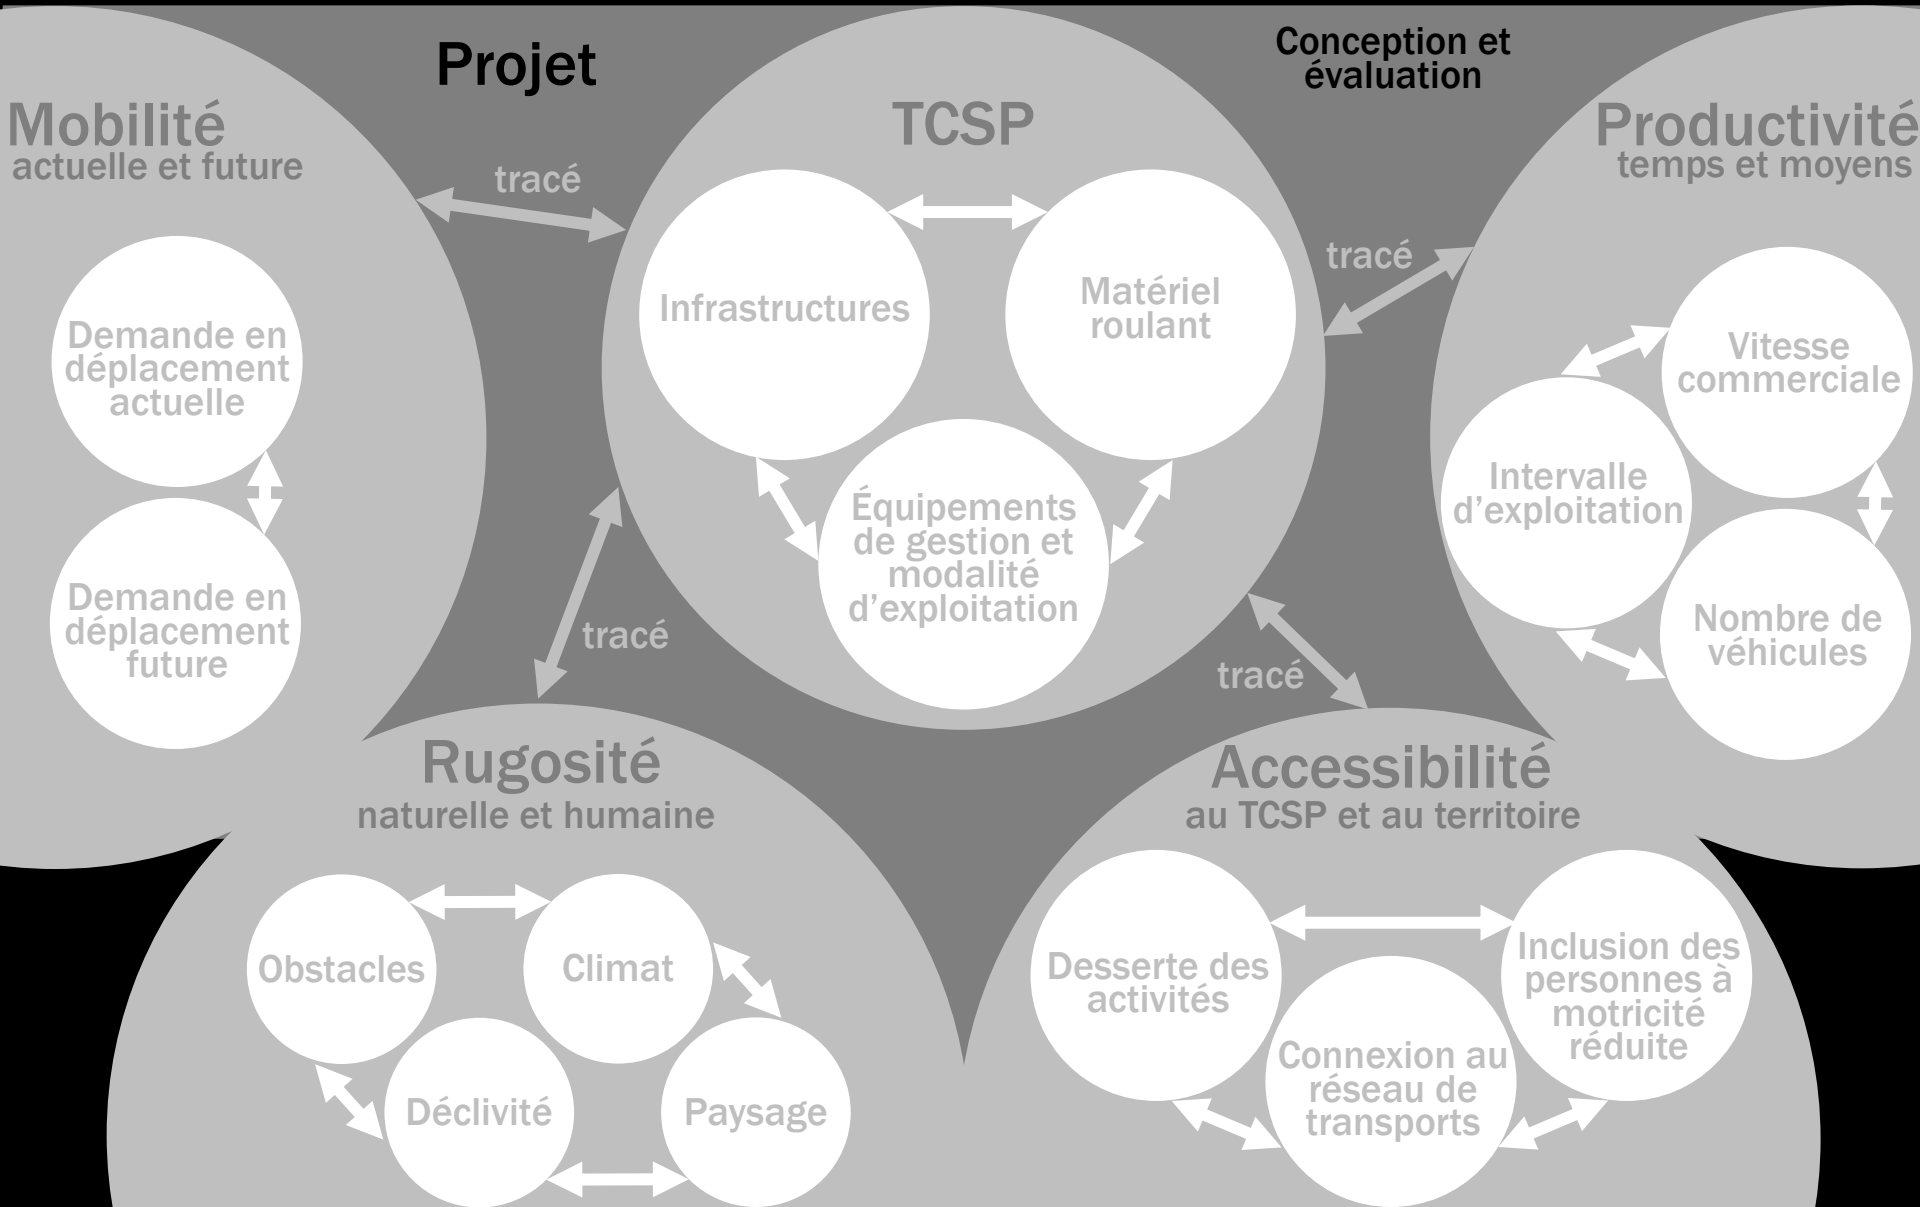 Projet
Conception et
évaluation
Mobilité
actuelle et future
Demande en
déplacement
actuelle
Demande en
déplacement
future
tracé
TCSP
Infrastructures
Matériel
roulant
Équipements
de gestion et
modalité
d'exploitation
tracé
Productivité
temps et moyens
Vitesse
commerciale
Intervalle
d'exploitation
Nombre de
véhicules
tracé
tracé
Rugosité
naturelle et humaine
Obstacles
Climat
Déclivité
Paysage
Accessibilité
au TCSP et au territoire
Desserte des
activités
Connexion au
réseau de
transports
Inclusion des
personnes à
motricité
réduite